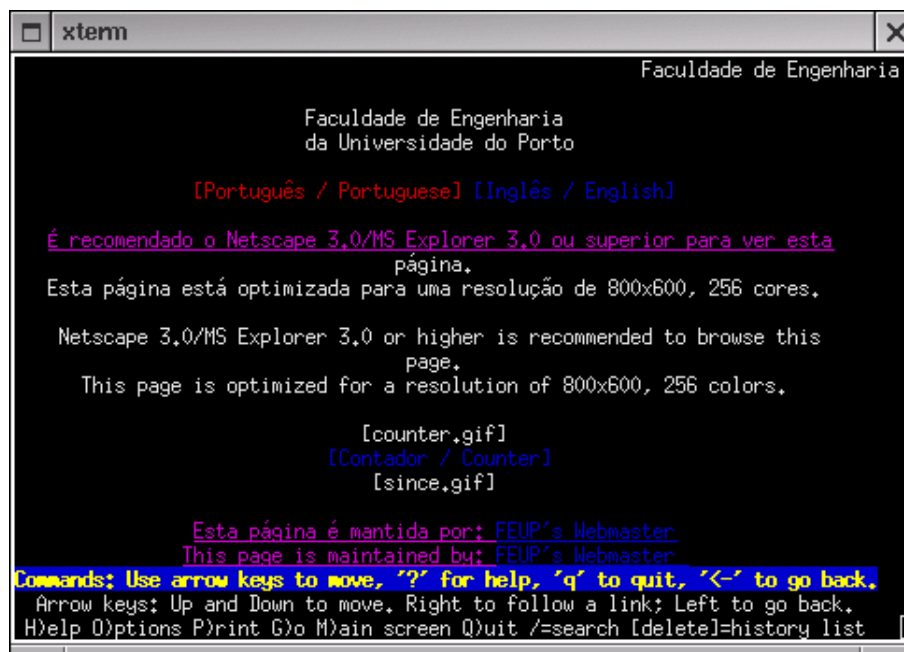 xterm
Faculdade de Engenharia
Faculdade de Engenharia
da Universidade do Porto
[Português / Portuguese] [Inglês / English]
É recomendado o Netscape 3.0/MS Explorer 3.0 ou superior para ver esta
página.
Esta página está optimizada para uma resolução de 800x600, 256 cores.
Netscape 3.0/MS Explorer 3.0 or higher is recommended to browse this
page.
This page is optimized for a resolution of 800x600, 256 colors.
[counter.gif]
[Contador / Counter]
[since.gif]
Esta página é mantida por: FEUP's Webmaster
This page is maintained by: FEUP's Webmaster
Commands: Use arrow keys to move, '?' for help, 'q' to quit, '<-' to go back.
Arrow keys: Up and Down to move. Right to follow a link; Left to go back.
H)elp O)ptions P)rint G)o M)ain screen Q)uit /=search [delete]=history list